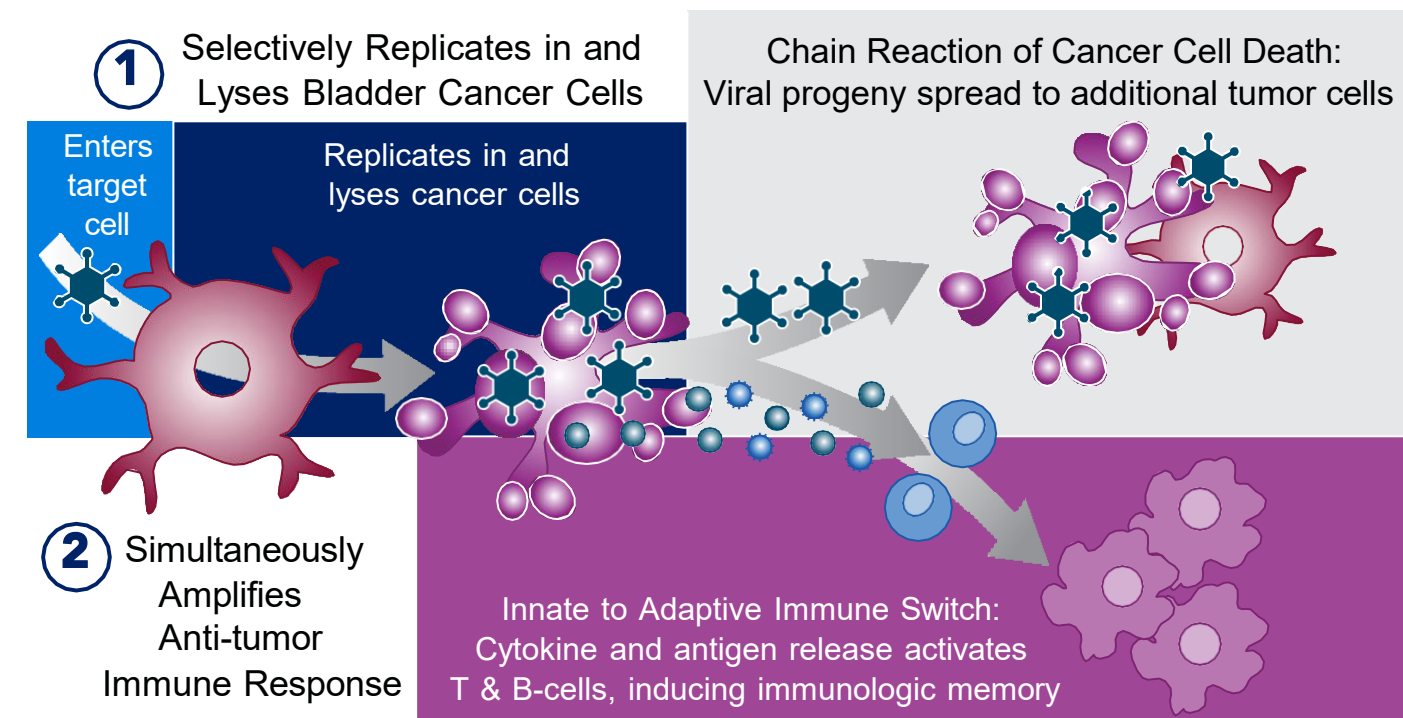 1
Selectively Replicates in and
Lyses Bladder Cancer Cells
Enters
target
cell
Replicates in and
lyses cancer cells
Chain Reaction of Cancer Cell Death:
Viral progeny spread to additional tumor cells
2
Simultaneously
Amplifies
Anti-tumor
Immune Response
Innate to Adaptive Immune Switch:
Cytokine and antigen release activates
T & B-cells, inducing immunologic memory